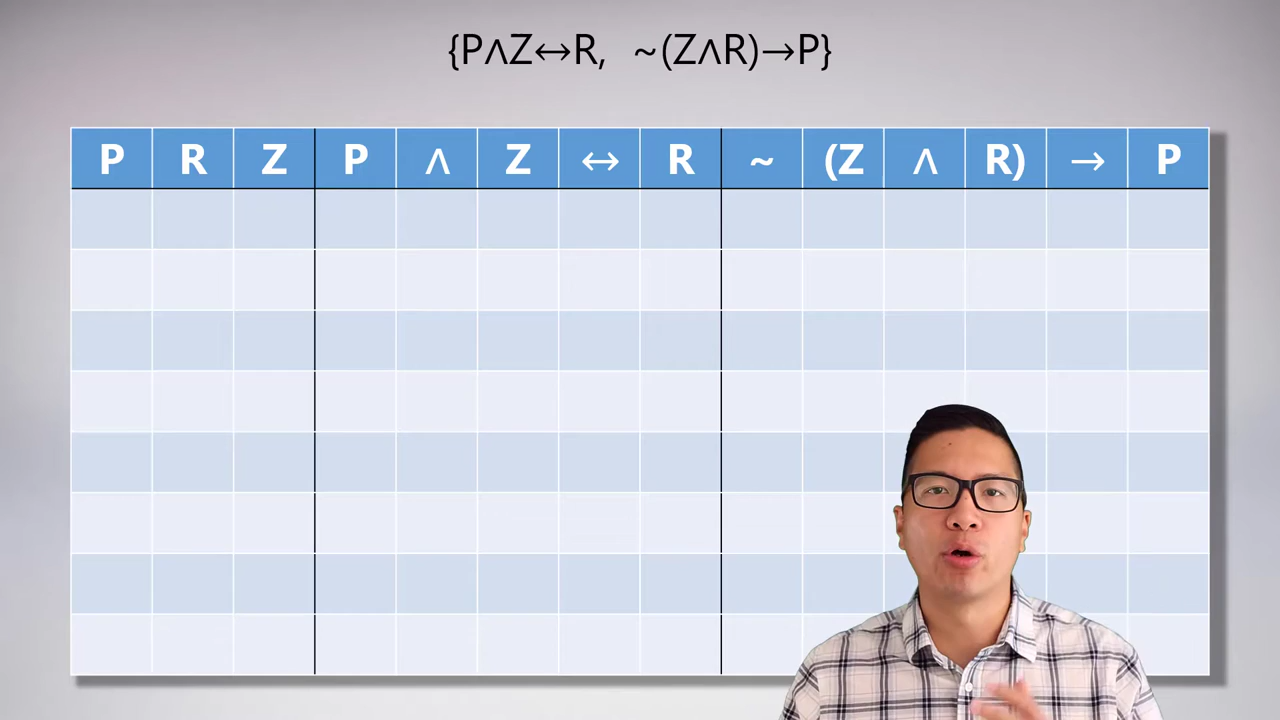 {P∧Z↔R, ~(Z∧R)→P}
P R Z P ∧ Z ↔ R ~ (Z ∧ R) → P